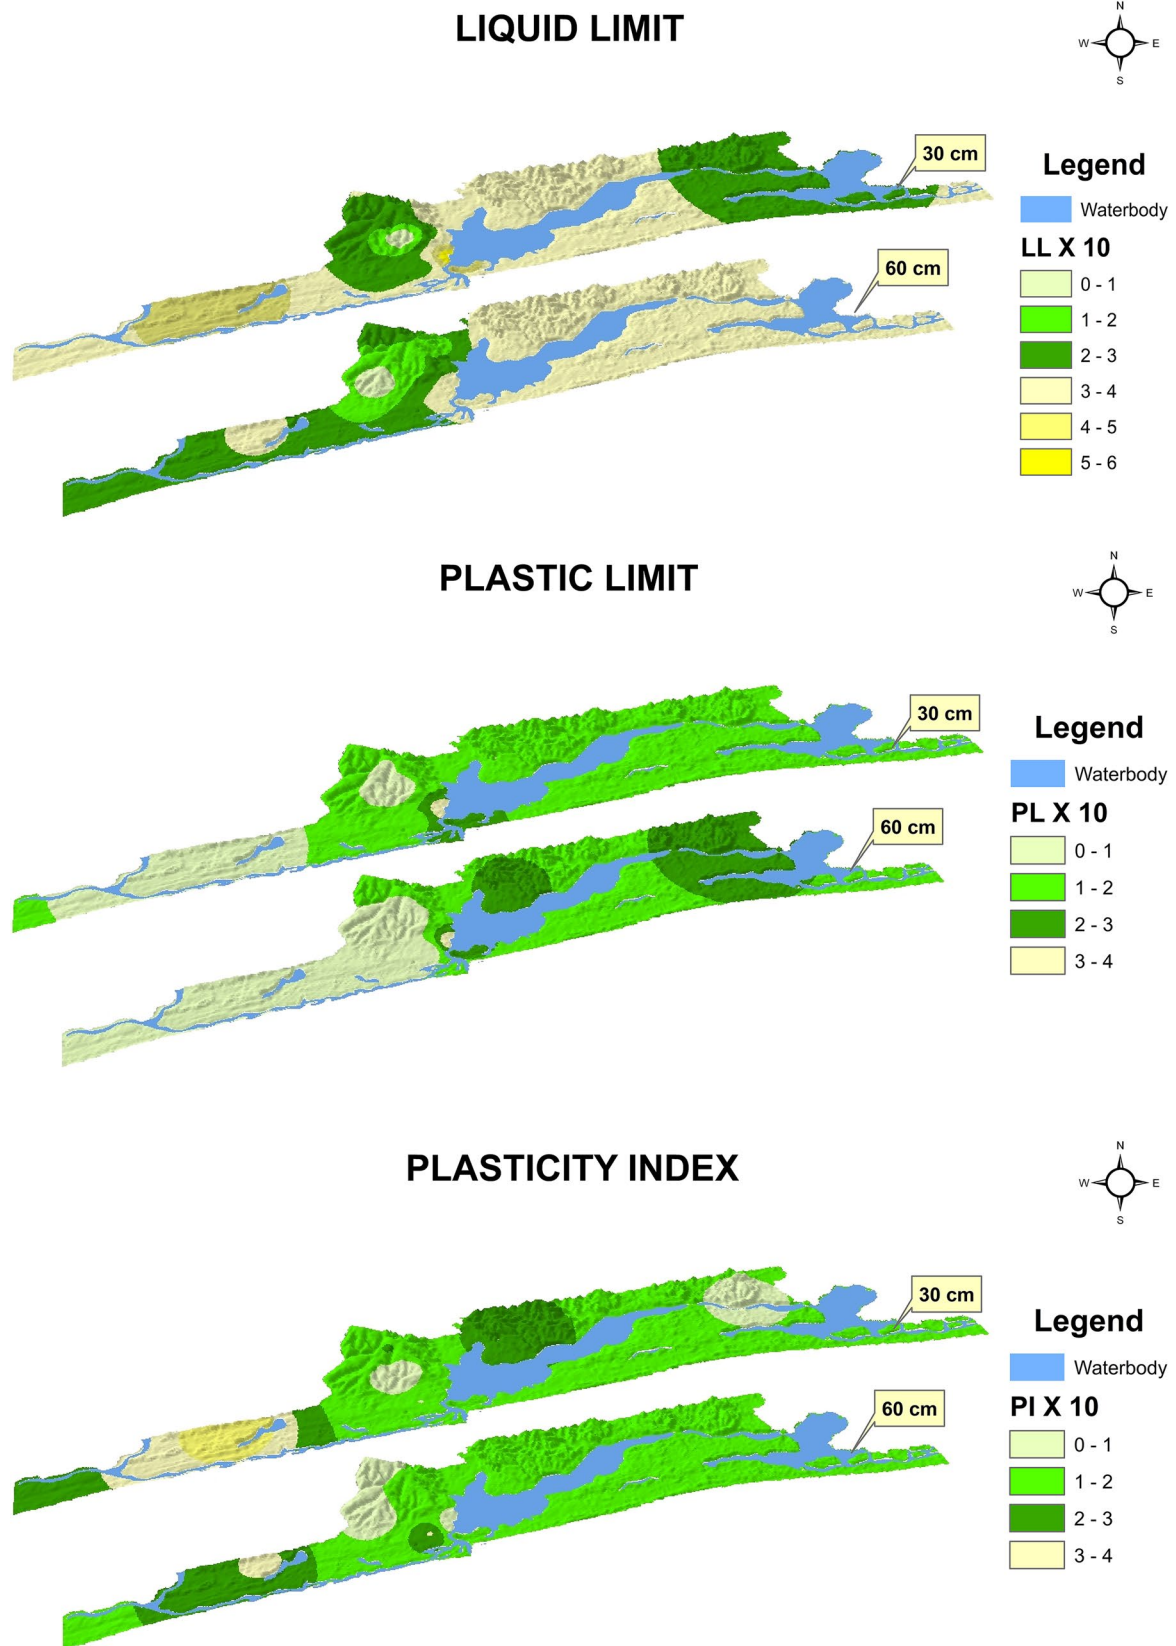 LIQUID LIMIT
N
W E
S
30 cm
60 cm
Legend
Waterbody
LL X 10
0 - 1
1 - 2
2 - 3
3 - 4
4 - 5
5 - 6
PLASTIC LIMIT
N
W E
S
30 cm
60 cm
Legend
Waterbody
PL X 10
0 - 1
1 - 2
2 - 3
3 - 4
PLASTICITY INDEX
N
W E
S
30 cm
60 cm
Legend
Waterbody
PI X 10
0 - 1
1 - 2
2 - 3
3 - 4